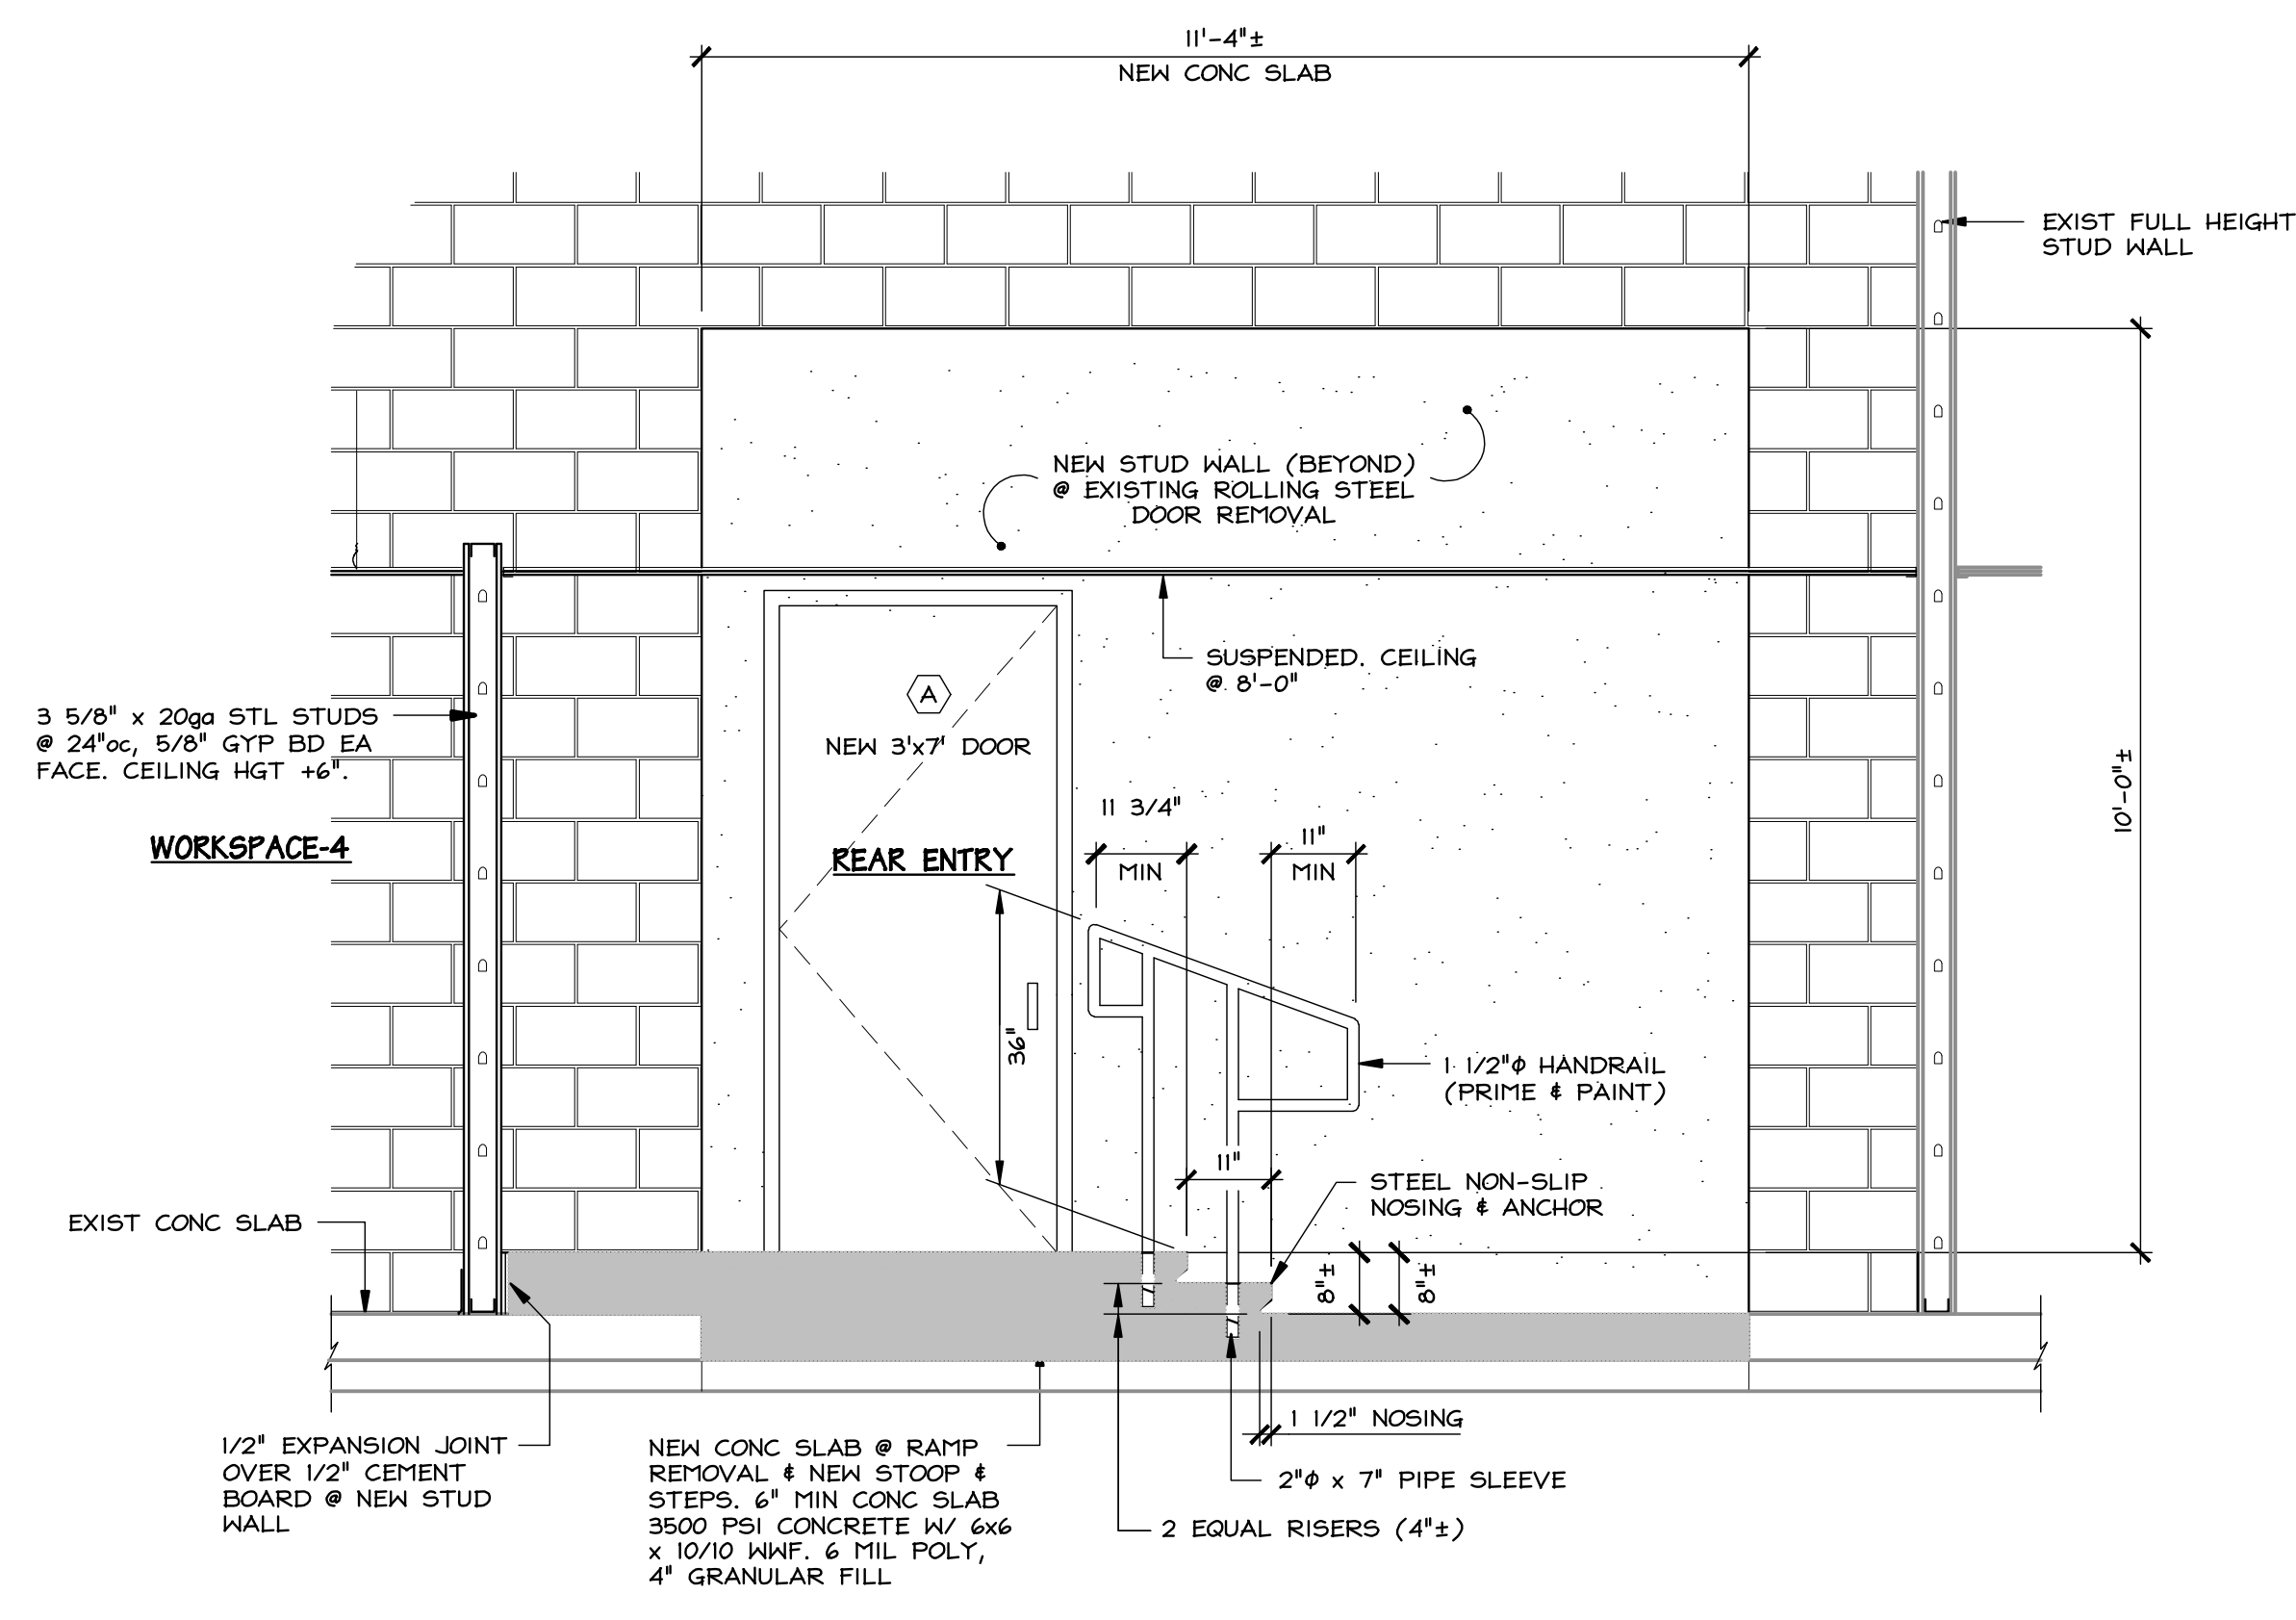 11'-4"±
NEW CONC SLAB
EXIST FULL HEIGHT
STUD WALL
NEW STUD WALL (BEYOND)
@ EXISTING ROLLING STEEL
DOOR REMOVAL
SUSPENDED. CEILING
@ 8'-0"
A
NEW 3'x7' DOOR
3 5/8" x 20ga STL STUDS
@ 24"oc, 5/8" GYP BD EA
FACE. CEILING HGT +6".
10'-0"±
WORKSPACE-4
REAR ENTRY
11 3/4"
MIN
11"
MIN
36"
1 1/2"ϕ HANDRAIL
(PRIME & PAINT)
11"
STEEL NON-SLIP
NOSING & ANCHOR
EXIST CONC SLAB
8"±
8"±
1 1/2" NOSING
1/2" EXPANSION JOINT
OVER 1/2" CEMENT
BOARD @ NEW STUD
WALL
NEW CONC SLAB @ RAMP
REMOVAL & NEW STOOP &
STEPS. 6" MIN CONC SLAB
3500 PSI CONCRETE W/ 6x6
x 10/10 WWF. 6 MIL POLY,
4" GRANULAR FILL
2"ϕ x 7" PIPE SLEEVE
2 EQUAL RISERS (4"±)